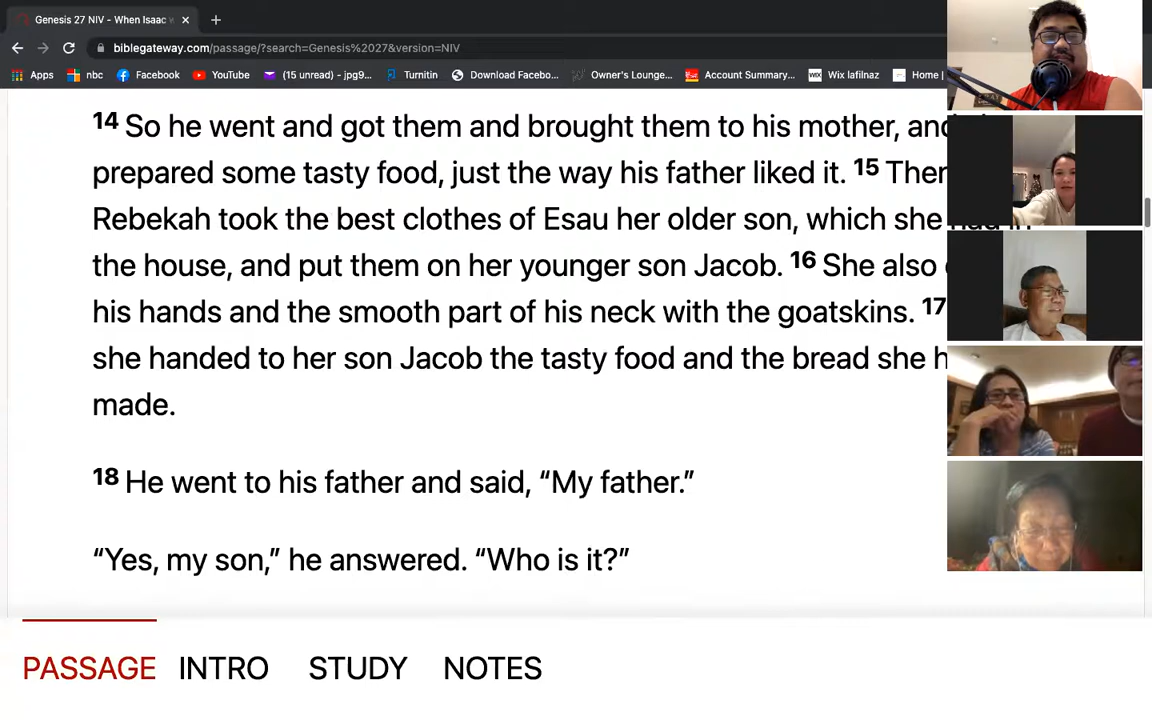 Genesis 27 NIV - When Isaac
biblegateway.com/passage/?search=Genesis%2027&version=NIV
Apps nbc Facebook YouTube (15 unread) - jpg9... Turnitin Download Facebo... Owner's Lounge... Account Summary... WIX Wix lafilnaz Home |
14 So he went and got them and brought them to his mother, and
prepared some tasty food, just the way his father liked it. 15 Then
Rebekah took the best clothes of Esau her older son, which she had in
the house, and put them on her younger son Jacob. 16 She also
his hands and the smooth part of his neck with the goatskins. 17
she handed to her son Jacob the tasty food and the bread she
made.
18 He went to his father and said, “My father.”
“Yes, my son,” he answered. “Who is it?”
PASSAGE INTRO STUDY NOTES